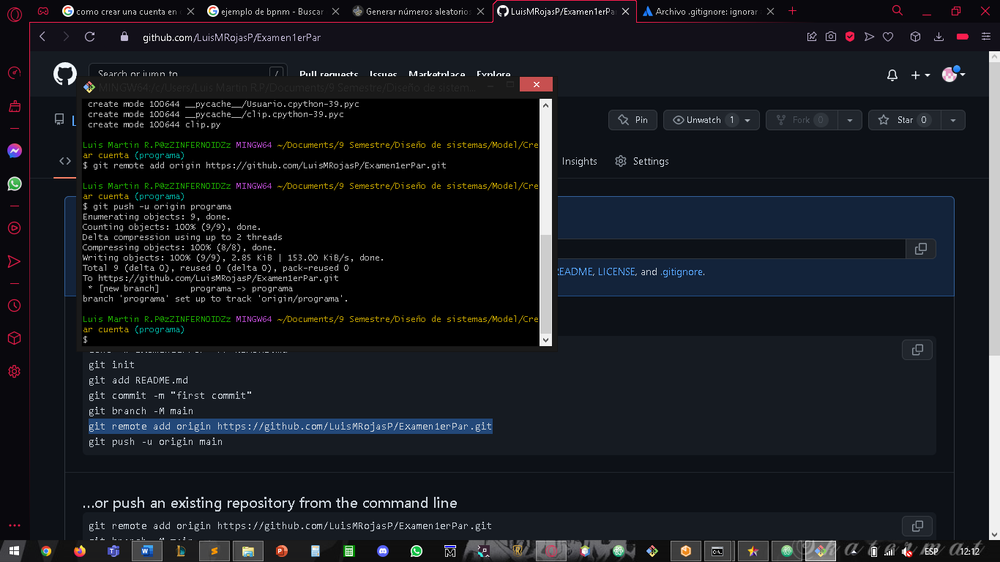 como crear una cuenta en
ejemplo de bpnm - Buscar
Generar números aleatorios
LuisMRojasP/Examen1erPar
Archivo .gitignore: ignorar
github.com/LuisMRojasP/Examen1erPar
Search or jump to
/
Pull requests
Issues
Marketplace
Explore
MINGW64:/c/Users/Luis Martin R.P/Documents/9 Semestre/Diseño de sistem...
create mode 100644 __pycache__/Usuario.cpython-39.pyc
create mode 100644 __pycache__/clip.cpython-39.pyc
create mode 100644 clip.py
Luis Martin R.P@zZINFERNOIDZz MINGW64 ~/Documents/9 Semestre/Diseño de sistemas/Model/Cre
ar cuenta (programa)
$ git remote add origin https://github.com/LuisMRojasP/Examen1erPar.git
Luis Martin R.P@zZINFERNOIDZz MINGW64 ~/Documents/9 Semestre/Diseño de sistemas/Model/Cre
ar cuenta (programa)
$ git push -u origin programa
Enumerating objects: 9, done.
Counting objects: 100% (9/9), done.
Delta compression using up to 2 threads
Compressing objects: 100% (8/8), done.
Writing objects: 100% (9/9), 2.85 KiB | 153.00 KiB/s, done.
Total 9 (delta 0), reused 0 (delta 0), pack-reused 0
To https://github.com/LuisMRojasP/Examen1erPar.git
* [new branch]      programa -> programa
branch 'programa' set up to track 'origin/programa'.
Luis Martin R.P@zZINFERNOIDZz MINGW64 ~/Documents/9 Semestre/Diseño de sistemas/Model/Cre
ar cuenta (programa)
$
L
Pin
Unwatch 1
Fork 0
Star 0
Insights
Settings
README, LICENSE, and .gitignore.
git init
git add README.md
git commit -m "first commit"
git branch -M main
git remote add origin https://github.com/LuisMRojasP/Examen1erPar.git
git push -u origin main
...or push an existing repository from the command line
git remote add origin https://github.com/LuisMRojasP/Examen1erPar.git
ESP
12:12